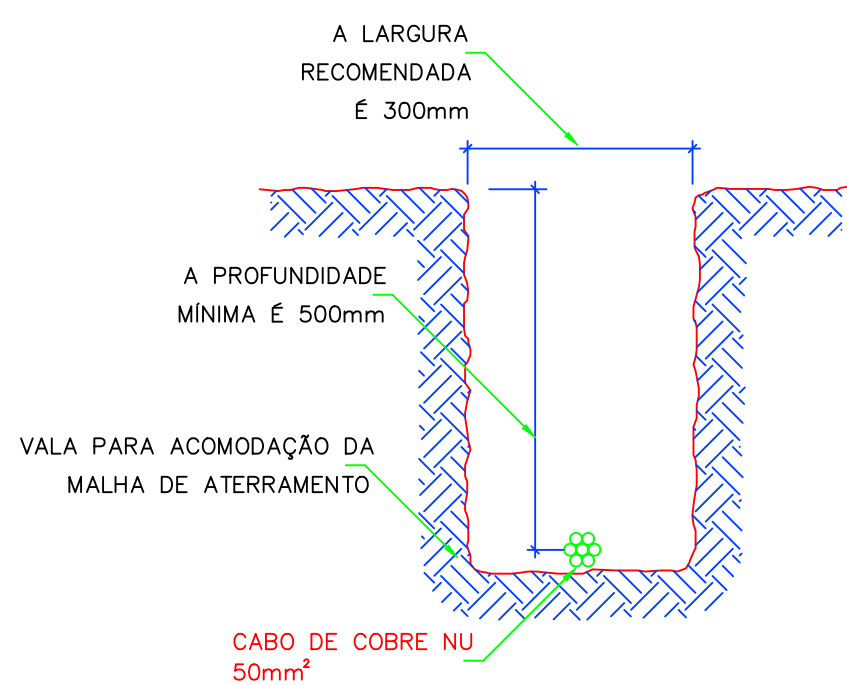 A LARGURA
RECOMENDADA
É 300mm
A PROFUNDIDADE
MÍNIMA É 500mm
VALA PARA ACOMODAÇÃO DA
MALHA DE ATERRAMENTO
CABO DE COBRE NU
50mm²